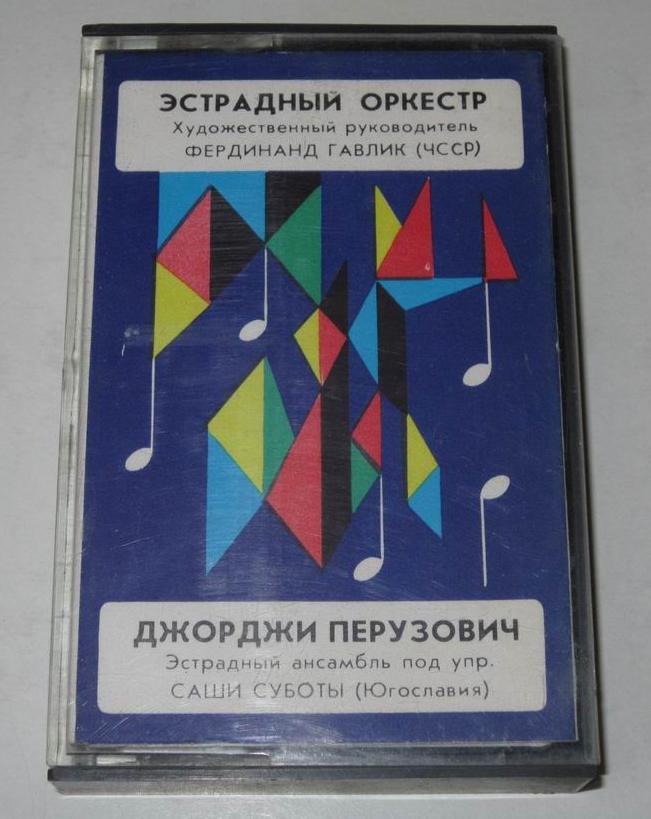 ЭСТРАДНЫЙ ОРКЕСТР
Художественный руководитель
ФЕРДИНАНД ГАВЛИК (ЧССР)
ДЖОРДЖИ ПЕРУЗОВИЧ
Эстрадный ансамбль под упр.
САШИ СУБОТЫ (Югославия)